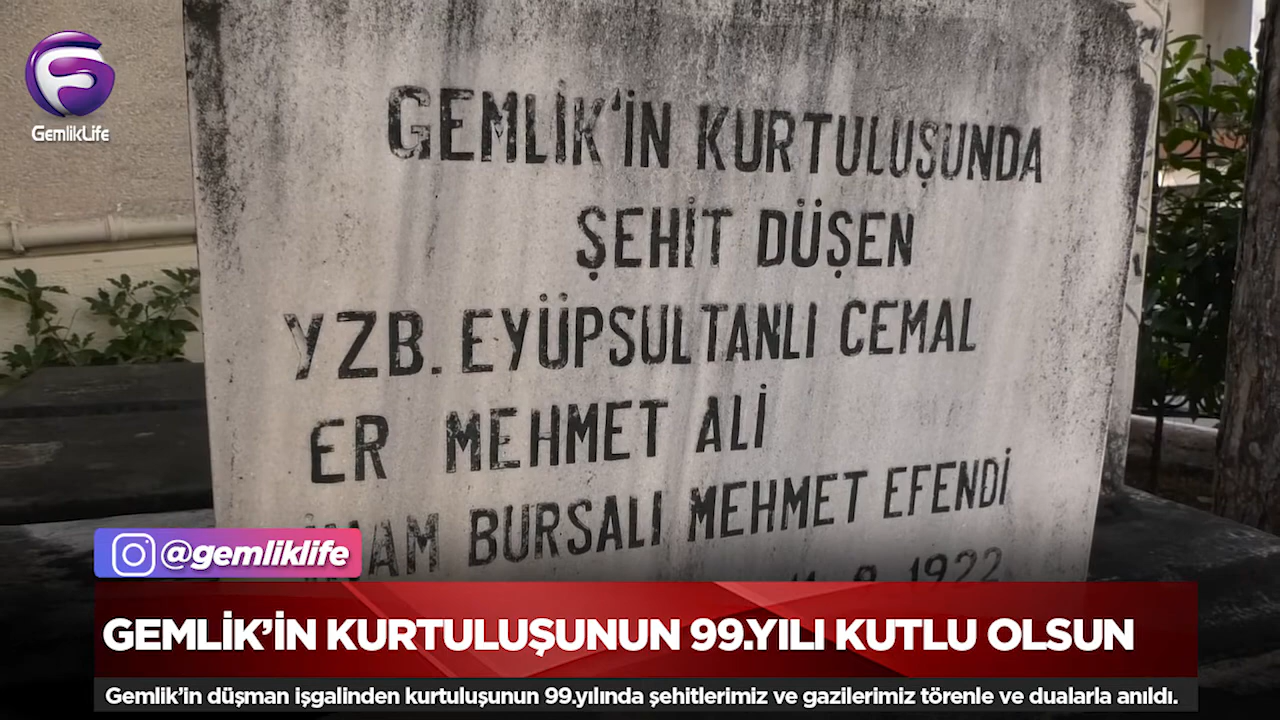 GemlikLife
GEMLİK'İN KURTULUŞUNDA
ŞEHİT DÜŞEN
YZB. EYÜPSULTANLI CEMAL
ER MEHMET ALİ
İMAM BURSALI MEHMET EFENDİ
1922
@gemliklife
GEMLİK’İN KURTULUŞUNUN 99.YILI KUTLU OLSUN
Gemlik’in düşman işgalinden kurtuluşunun 99.yılında şehitlerimiz ve gazilerimiz törenle ve dualarla anıldı.